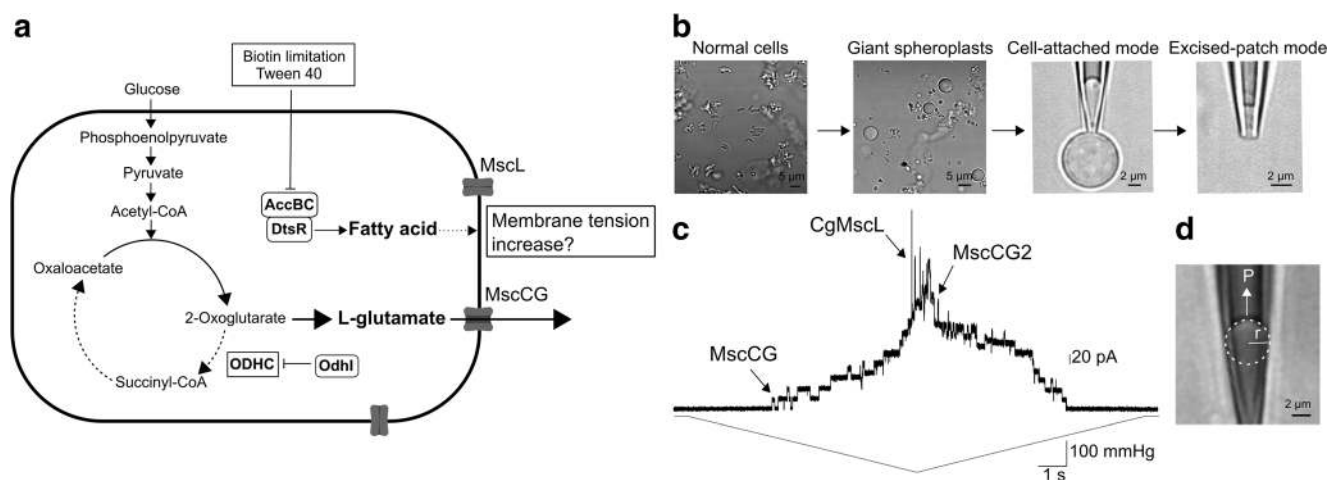 a
Biotin limitation
Tween 40
Glucose
Phosphoenolpyruvate
Pyruvate
Acetyl-CoA
Oxaloacetate
2-Oxoglutarate
Succinyl-CoA
ODHC
OdhI
AccBC
DtsR
Fatty acid
L-glutamate
MscL
Membrane tension
increase?
MscCG
b
Normal cells
Giant spheroplasts
Cell-attached mode
Excised-patch mode
5 µm
5 µm
2 µm
2 µm
c
CgMscL
MscCG2
MscCG
20 pA
100 mmHg
1 s
d
P
r
2 µm